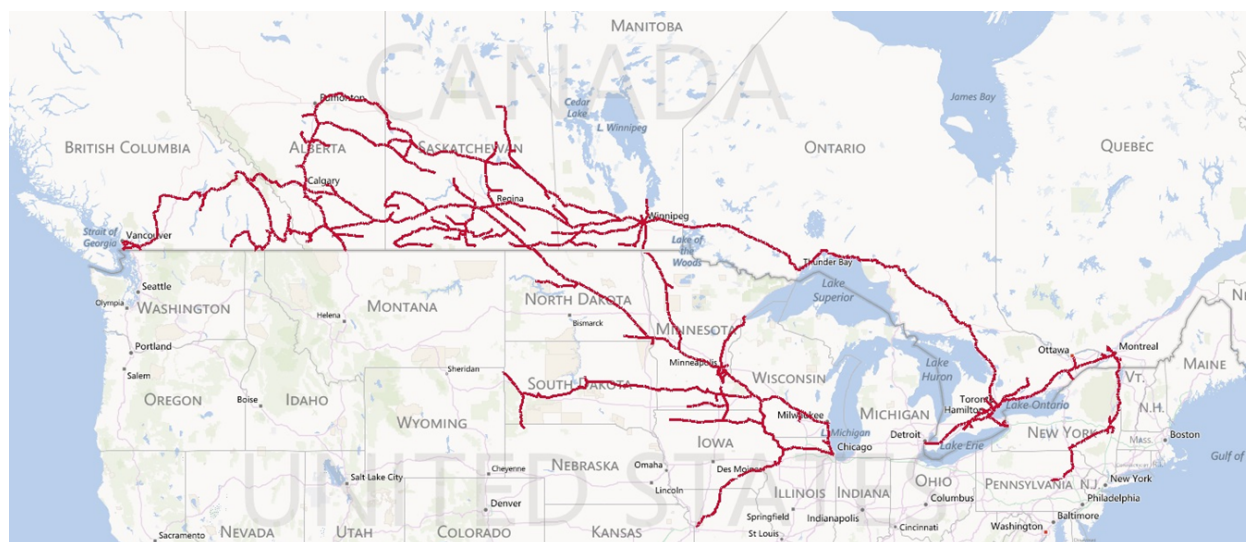 MANITOBA
CANADA
Edmonton
Cedar
Lake
L. Winnipeg
James Bay
BRITISH COLUMBIA
ALBERTA
SASKATCHEWAN
ONTARIO
QUEBÉC
Calgary
Regina
Winnipeg
Strait of
Georgia
Vancouver
Lake of
the
Woods
Thunder Bay
Seattle
Olympia
WASHINGTON
MONTANA
NORTH DAKOTA
Lake
Superior
Helena
Bismarck
MINNESOTA
Ottawa
Montreal
Portland
Minneapolis
Lake
Huron
MAINE
Salem
Sheridan
SOUTH DAKOTA
WISCONSIN
VT.
OREGON
Boise
IDAHO
Toronto
Hamilton
Lake Ontario
N.H.
WYOMING
Milwaukee
MICHIGAN
L. Michigan
NEW YORK
Mass.
Boston
IOWA
Chicago
Detroit
Lake Erie
Gulf of
UNITED STATES
Salt Lake City
Cheyenne
NEBRASKA
Omaha
Des Moines
Lincoln
ILLINOIS
INDIANA
OHIO
PENNSYLVANIA
N.J.
New York
Denver
Columbus
Philadelphia
Springfield
Indianapolis
Baltimore
Sacramento
NEVADA
UTAH
COLORADO
KANSAS
St Louis
Cincinnati
Washington